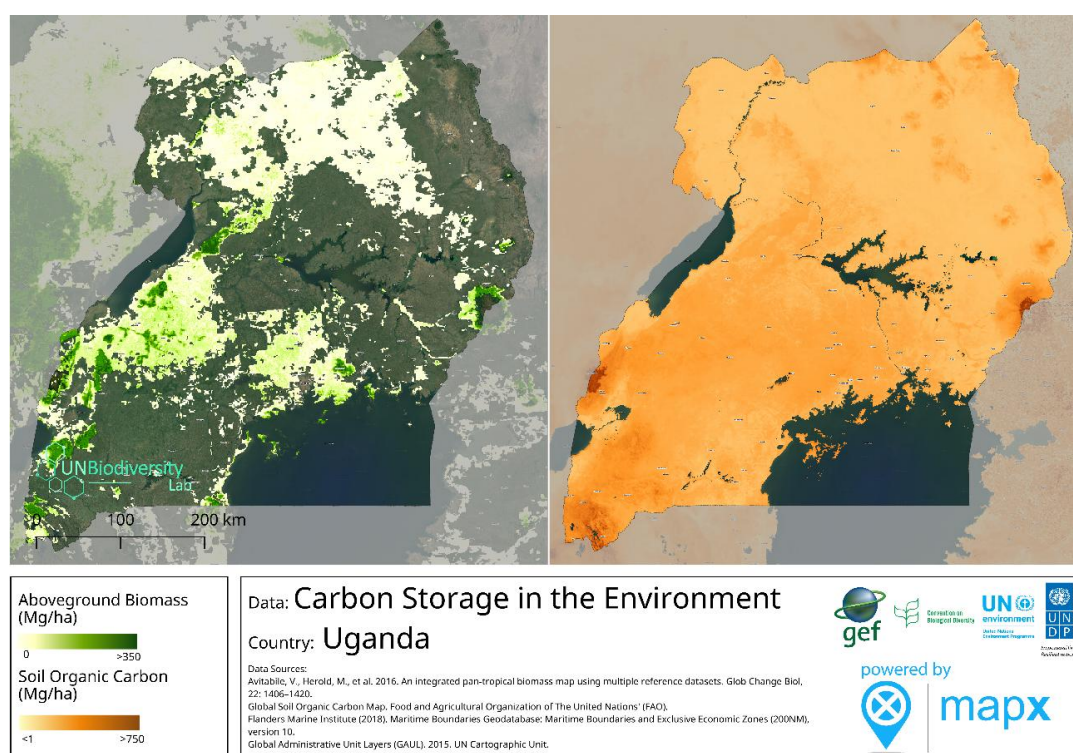 UNBiodiversity
Lab
0 100 200 km
Aboveground Biomass
(Mg/ha)
0 >350
Soil Organic Carbon
(Mg/ha)
<1 >750
Data: Carbon Storage in the Environment
Country: Uganda
Data Sources:
Avitabile, V., Herold, M., et al. 2016. An integrated pan-tropical biomass map using multiple reference datasets. Glob Change Biol,
22: 1406–1420.
Global Soil Organic Carbon Map. Food and Agricultural Organization of The United Nations' (FAO).
Flanders Marine Institute (2018). Maritime Boundaries Geodatabase: Maritime Boundaries and Exclusive Economic Zones (200NM),
version 10.
Global Administrative Unit Layers (GAUL). 2015. UN Cartographic Unit.
gef
Convention on
Biological Diversity
UN
environment
United Nations
Environment Programme
U N
D P
powered by
mapx